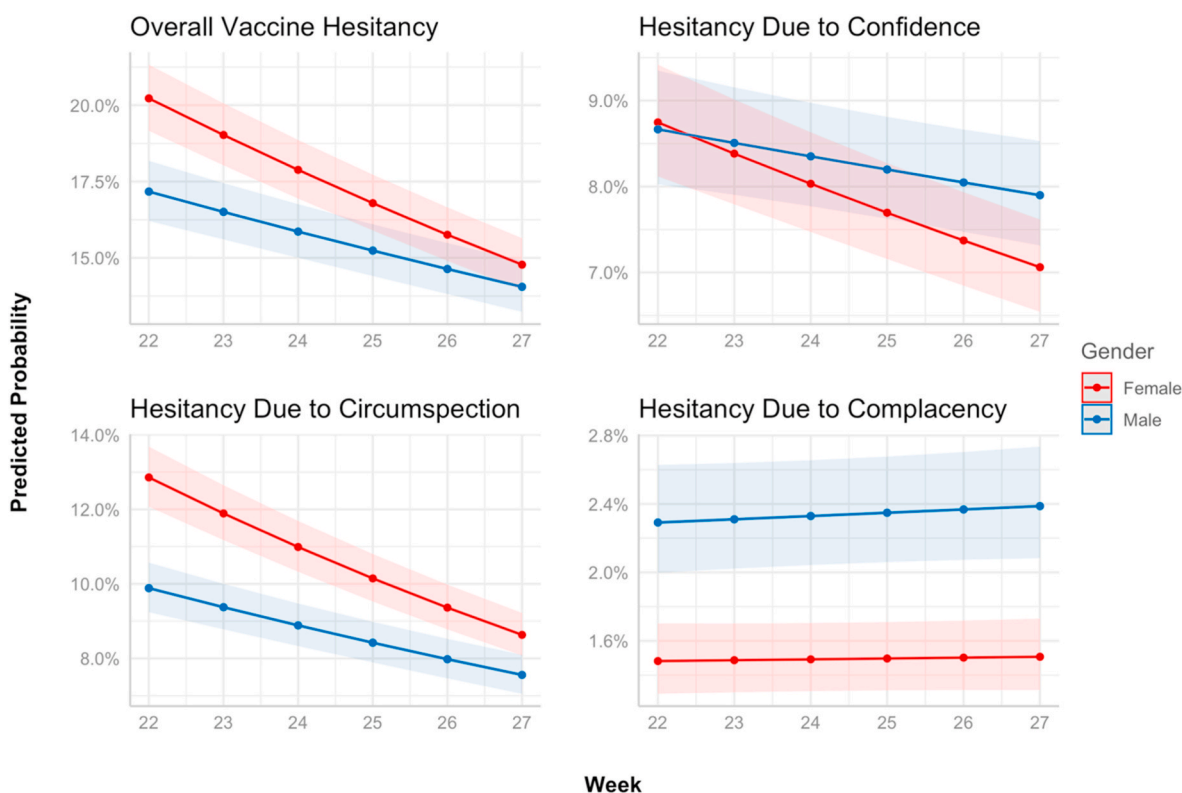 Overall Vaccine Hesitancy
20.0%
17.5%
15.0%
22 23 24 25 26 27
Hesitancy Due to Confidence
9.0%
8.0%
7.0%
22 23 24 25 26 27
Hesitancy Due to Circumspection
14.0%
12.0%
10.0%
8.0%
22 23 24 25 26 27
Hesitancy Due to Complacency
2.8%
2.4%
2.0%
1.6%
22 23 24 25 26 27
Predicted Probability
Week
Gender
Female
Male